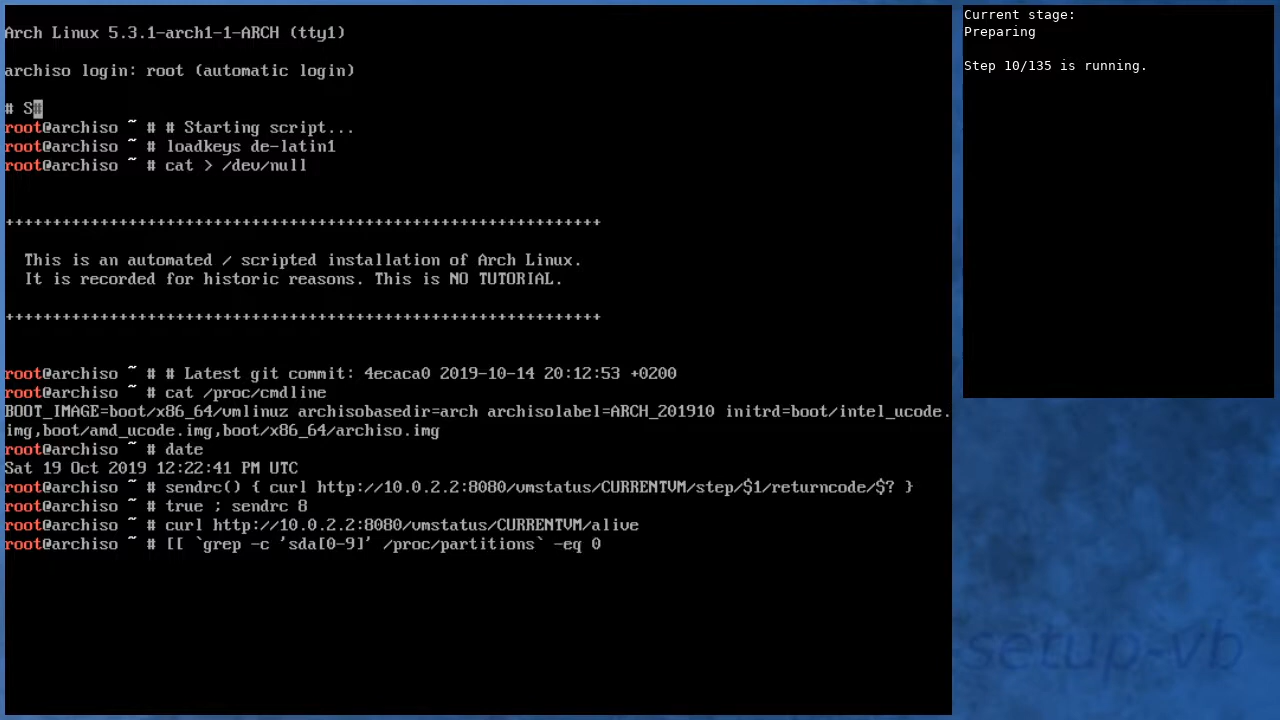 Arch Linux 5.3.1-arch1-1-ARCH (tty1)
archiso login: root (automatic login)
# S#
root@archiso ~ # # Starting script...
root@archiso ~ # loadkeys de-latin1
root@archiso ~ # cat > /dev/null
+++++++++++++++++++++++++++++++++++++++++++++++++++++++++++++++
This is an automated / scripted installation of Arch Linux.
It is recorded for historic reasons. This is NO TUTORIAL.
+++++++++++++++++++++++++++++++++++++++++++++++++++++++++++++++
root@archiso ~ # # Latest git commit: 4ecaca0 2019-10-14 20:12:53 +0200
root@archiso ~ # cat /proc/cmdline
BOOT_IMAGE=boot/x86_64/vmlinuz archisobasedir=arch archisolabel=ARCH_201910 initrd=boot/intel_ucode.
img,boot/amd_ucode.img,boot/x86_64/archiso.img
root@archiso ~ # date
Sat 19 Oct 2019 12:22:41 PM UTC
root@archiso ~ # sendrc() { curl http://10.0.2.2:8080/vmstatus/CURRENTVM/step/$1/returncode/$? }
root@archiso ~ # true ; sendrc 8
root@archiso ~ # curl http://10.0.2.2:8080/vmstatus/CURRENTVM/alive
root@archiso ~ # [[ `grep -c 'sda[0-9]' /proc/partitions` -eq 0
Current stage:
Preparing
Step 10/135 is running.
setup-vb